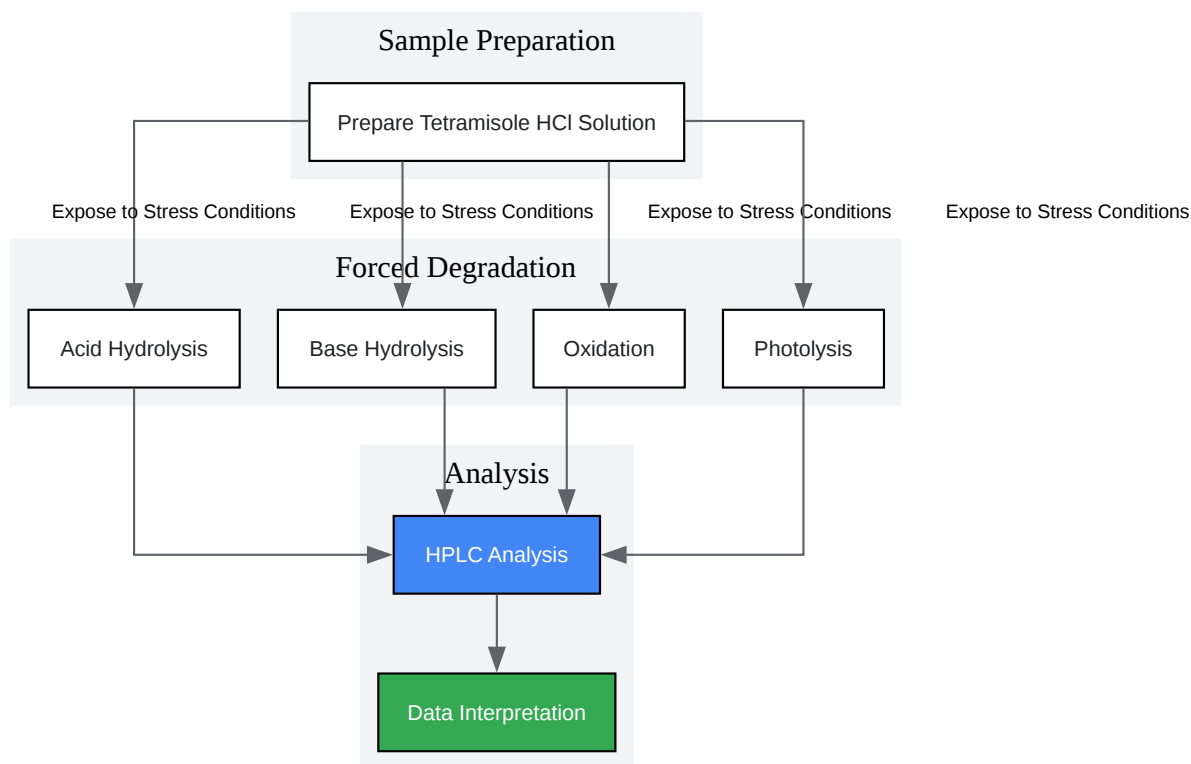 Sample Preparation
Prepare Tetramisole HCl Solution
Expose to Stress Conditions
Expose to Stress Conditions
Expose to Stress Conditions
Expose to Stress Conditions
Forced Degradation
Acid Hydrolysis
Base Hydrolysis
Oxidation
Photolysis
Analysis
HPLC Analysis
Data Interpretation